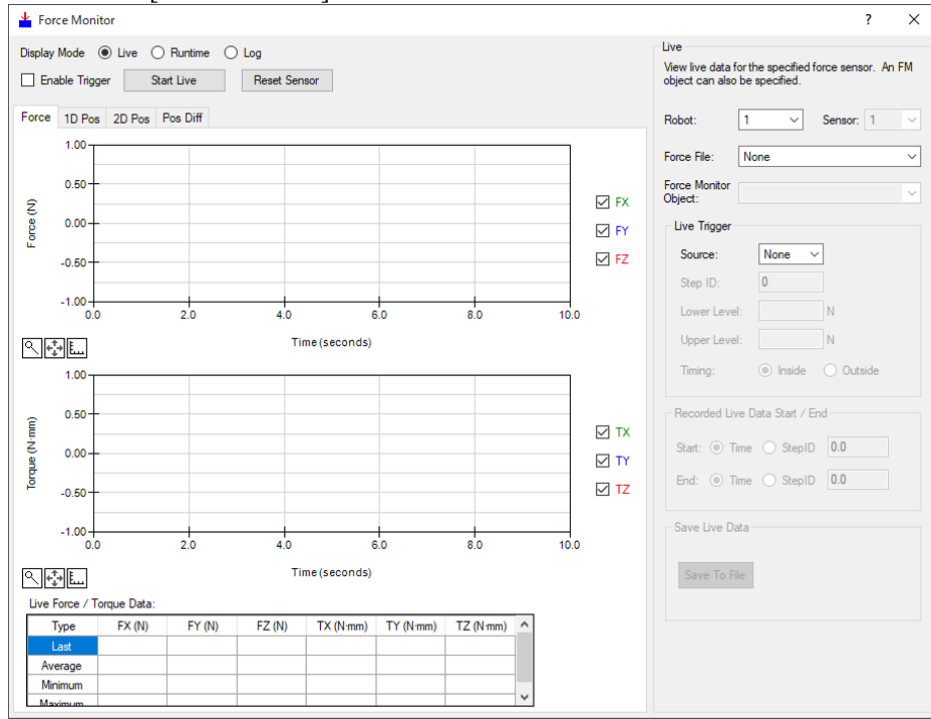 Force Monitor ? ×
Display Mode Live Runtime Log
Enable Trigger Start Live Reset Sensor
Force 1D Pos 2D Pos Pos Diff
1.00
0.50
0.00
-0.50
-1.00
Force (N)
0.0 2.0 4.0 6.0 8.0 10.0
Time (seconds)
FX
FY
FZ
1.00
0.50
0.00
-0.50
-1.00
Torque (N·mm)
0.0 2.0 4.0 6.0 8.0 10.0
Time (seconds)
TX
TY
TZ
Live Force / Torque Data:
Type FX (N) FY (N) FZ (N) TX (N·mm) TY (N·mm) TZ (N·mm)
Last
Average
Minimum
Maximum
Live
View live data for the specified force sensor. An FM
object can also be specified.
Robot: 1 Sensor: 1
Force File: None
Force Monitor
Object:
Live Trigger
Source: None
Step ID: 0
Lower Level: N
Upper Level: N
Timing: Inside Outside
Recorded Live Data Start / End
Start: Time StepID 0.0
End: Time StepID 0.0
Save Live Data
Save To File